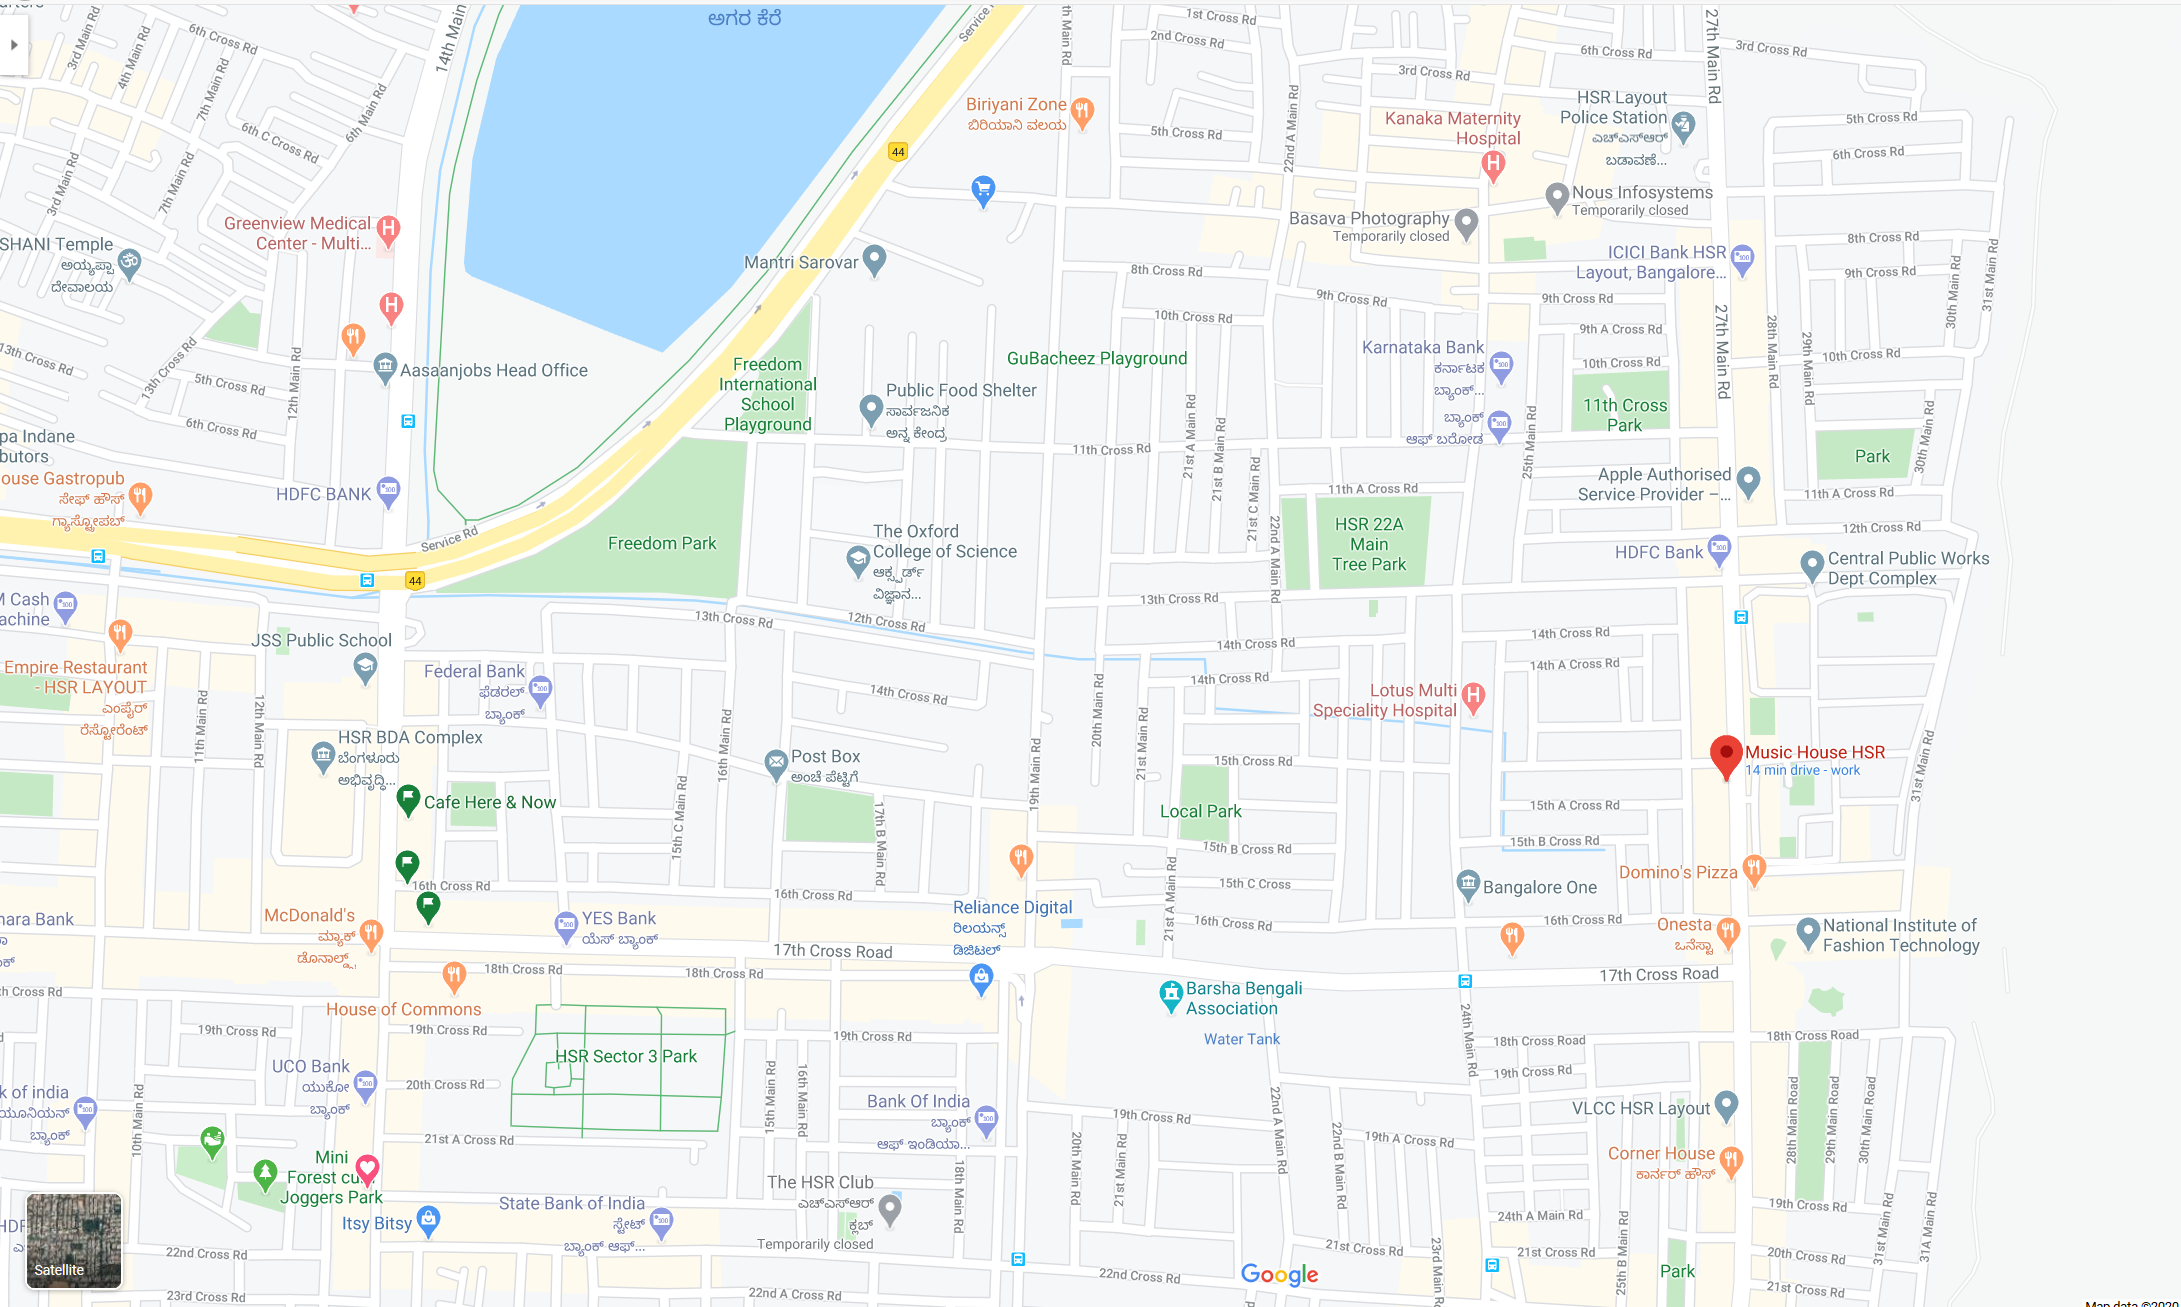 ಅಗರ ಕೆರೆ
14th Main
Service R
1st Cross Rd
2nd Cross Rd
27th Main Rd
3rd Cross Rd
6th Cross Rd
3rd Main Rd
4th Main Rd
6th Cross Rd
7th Main Rd
6th Main Rd
6th C Cross Rd
3rd Main Rd
7th Main Rd
3rd Cross Rd
Biriyani Zone
ಬಿರಿಯಾನಿ ವಲಯ
44
5th Cross Rd
22nd A Main Rd
Kanaka Maternity
Hospital
HSR Layout
Police Station
ಎಚ್‌ಎಸ್‌ಆರ್
ಬಡಾವಣೆ...
5th Cross Rd
6th Cross Rd
Nous Infosystems
Temporarily closed
Basava Photography
Temporarily closed
Greenview Medical
Center - Multi...
SHANI Temple
ಅಯ್ಯಪ್ಪಾ
ದೇವಾಲಯ
Mantri Sarovar
8th Cross Rd
8th Cross Rd
ICICI Bank HSR
Layout, Bangalore...
9th Cross Rd
30th Main Rd
31st Main Rd
9th Cross Rd
9th Cross Rd
10th Cross Rd
27th Main Rd
28th Main Rd
29th Main Rd
9th A Cross Rd
10th Cross Rd
10th Cross Rd
13th Cross Rd
13th Cross Rd
5th Cross Rd
12th Main Rd
6th Cross Rd
Aasaanjobs Head Office
Freedom
International
School
Playground
GuBacheez Playground
Karnataka Bank
ಕರ್ನಾಟಕ
ಬ್ಯಾಂಕ್...
Public Food Shelter
ಸಾರ್ವಜನಿಕ
ಅನ್ನ ಕೇಂದ್ರ
ಬ್ಯಾಂಕ್
ಆಫ್ ಬರೋಡ
11th Cross
Park
21st A Main Rd
21st B Main Rd
25th Main Rd
11th Cross Rd
pa Indane
butors
ouse Gastropub
ಸೇಫ್ ಹೌಸ್
ಗ್ಯಾಸ್ಟ್ರೋಪಬ್
HDFC BANK
Park
30th Main Rd
Apple Authorised
Service Provider –...
11th A Cross Rd
21st C Main Rd
11th A Cross Rd
12th Cross Rd
Service Rd
Freedom Park
The Oxford
College of Science
ಆಕ್ಸ್ಫರ್ಡ್
ವಿಜ್ಞಾನ...
HSR 22A
Main
Tree Park
22nd A Main Rd
HDFC Bank
Central Public Works
Dept Complex
44
M Cash
achine
13th Cross Rd
12th Cross Rd
13th Cross Rd
14th Cross Rd
14th Cross Rd
14th A Cross Rd
14th Cross Rd
JSS Public School
Empire Restaurant
- HSR LAYOUT
ಎಂಪೈರ್
ರೆಸ್ಟೋರೆಂಟ್
Federal Bank
ಫೆಡರಲ್
ಬ್ಯಾಂಕ್
11th Main Rd
12th Main Rd
14th Cross Rd
Lotus Multi
Speciality Hospital
20th Main Rd
21st Main Rd
16th Main Rd
19th Main Rd
HSR BDA Complex
ಬೆಂಗಳೂರು
ಅಭಿವೃದ್ಧಿ...
Post Box
ಅಂಚೆ ಪೆಟ್ಟಿಗೆ
15th Cross Rd
Music House HSR
14 min drive - work
31st Main Rd
Cafe Here & Now
15th C Main Rd
17th B Main Rd
Local Park
15th A Cross Rd
15th B Cross Rd
15th B Cross Rd
21st A Main Rd
15th C Cross
Domino's Pizza
16th Cross Rd
16th Cross Rd
Bangalore One
16th Cross Rd
16th Cross Rd
Onesta
ಒನೆಸ್ಟಾ
National Institute of
Fashion Technology
nara Bank
McDonald's
ಮ್ಯಾಕ್
ಡೊನಾಲ್ಡ್ಸ್
YES Bank
ಯೆಸ್ ಬ್ಯಾಂಕ್
Reliance Digital
ರಿಲಯನ್ಸ್
ಡಿಜಿಟಲ್
17th Cross Road
17th Cross Road
18th Cross Rd
18th Cross Rd
th Cross Rd
House of Commons
Barsha Bengali
Association
Water Tank
19th Cross Rd
19th Cross Rd
19th Cross Rd
24th Main Rd
18th Cross Road
18th Cross Road
HSR Sector 3 Park
UCO Bank
ಯುಕೋ
ಬ್ಯಾಂಕ್
20th Cross Rd
19th Cross Rd
k of india
ಯೂನಿಯನ್
ಬ್ಯಾಂಕ್
10th Main Rd
15th Main Rd
16th Main Rd
Bank Of India
ಬ್ಯಾಂಕ್
ಆಫ್ ಇಂಡಿಯಾ...
19th Cross Rd
22nd A Main Rd
VLCC HSR Layout
28th Main Road
29th Main Road
30th Main Road
21st A Cross Rd
20th Main Rd
21st Main Rd
22nd B Main Rd
19th A Cross Rd
Corner House
ಕಾರ್ನರ್ ಹೌಸ್
Mini
Forest cu...
Joggers Park
18th Main Rd
The HSR Club
ಎಚ್‌ಎಸ್‌ಆರ್
ಕ್ಲಬ್
Temporarily closed
State Bank of India
ಸ್ಟೇಟ್
ಬ್ಯಾಂಕ್ ಆಫ್...
Itsy Bitsy
24th A Main Rd
19th Cross Rd
31st Main Rd
31A Main Rd
22nd Cross Rd
21st Cross Rd
23rd Main R
21st Cross Rd
25th B Main Rd
20th Cross Rd
Satellite
Google
22nd Cross Rd
Park
23rd Cross Rd
22nd A Cross Rd
21st Cross Rd
Map data ©2020